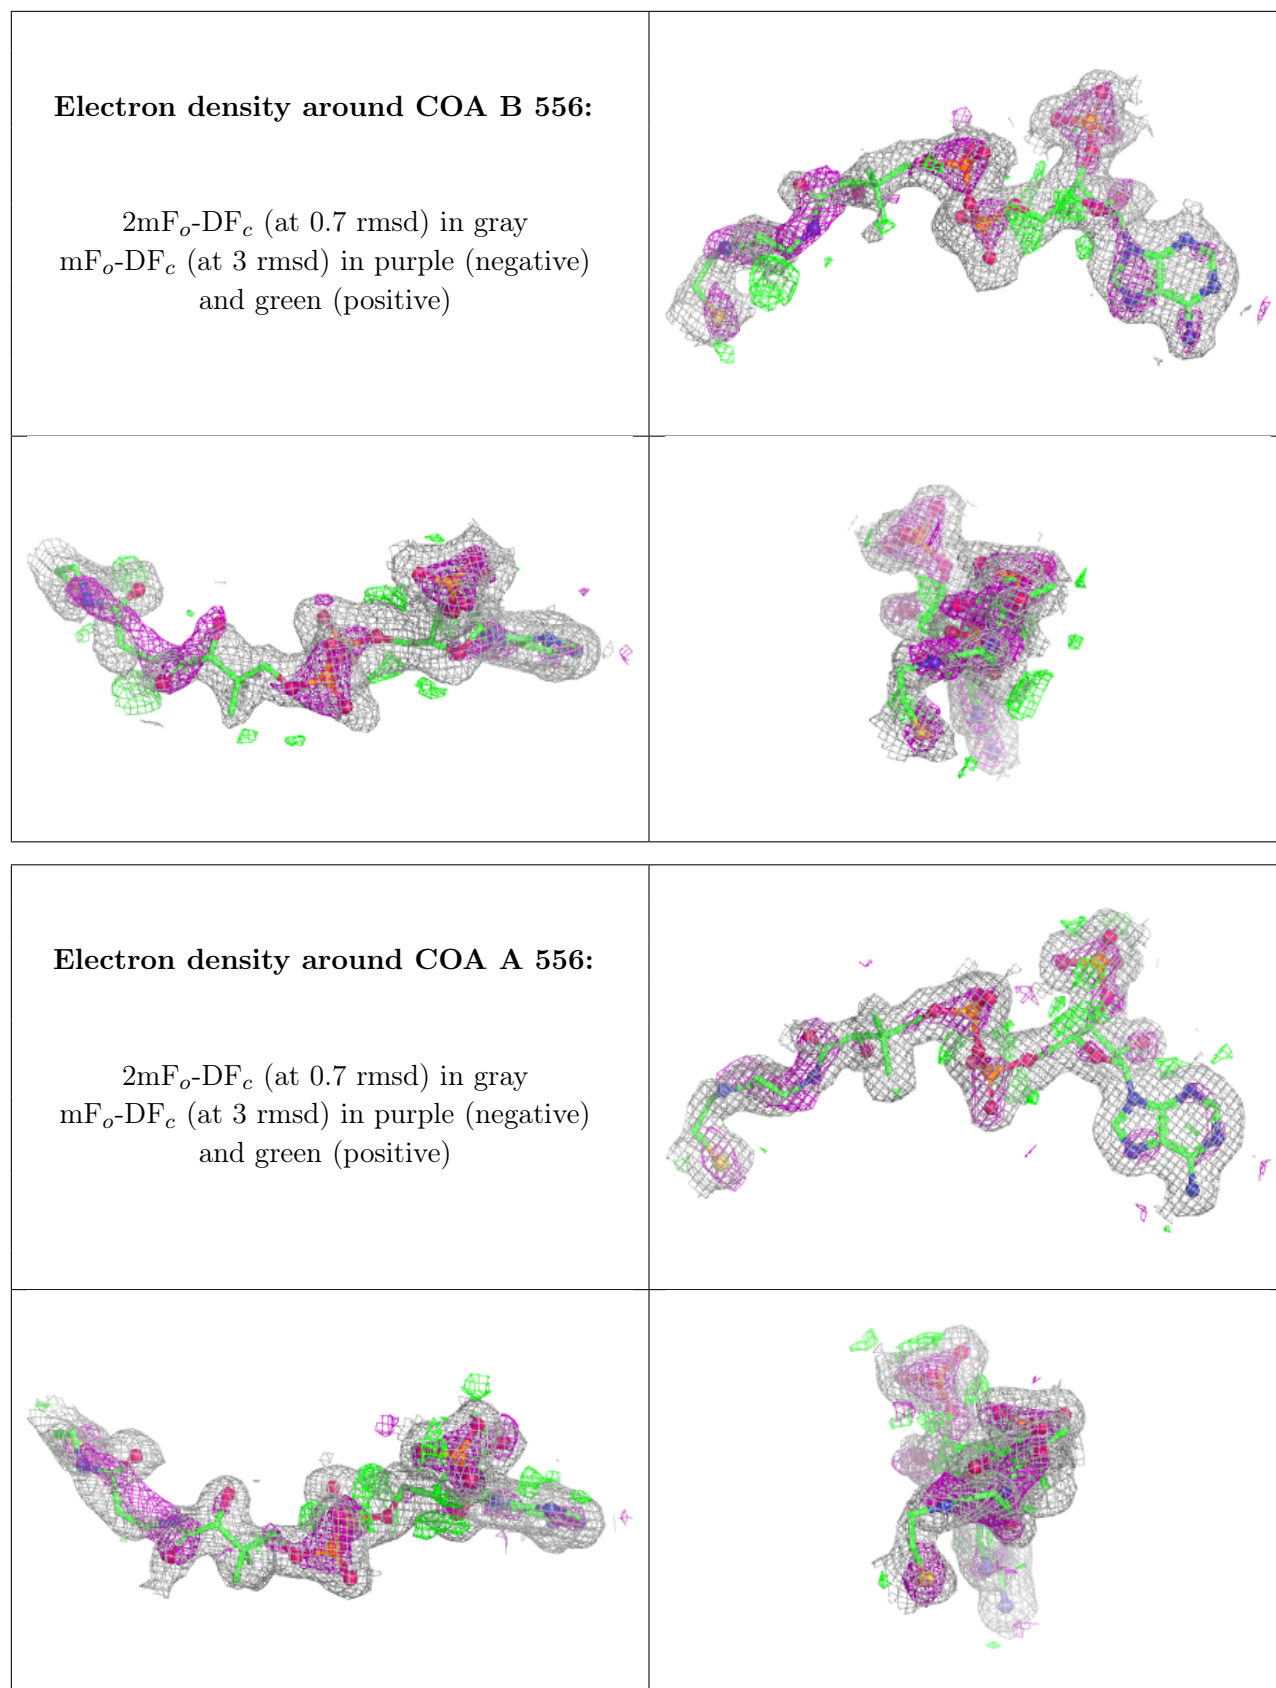 Electron density around COA B 556:
2mFo-DFc (at 0.7 rmsd) in gray
mFo-DFc (at 3 rmsd) in purple (negative)
and green (positive)
Electron density around COA A 556:
2mFo-DFc (at 0.7 rmsd) in gray
mFo-DFc (at 3 rmsd) in purple (negative)
and green (positive)